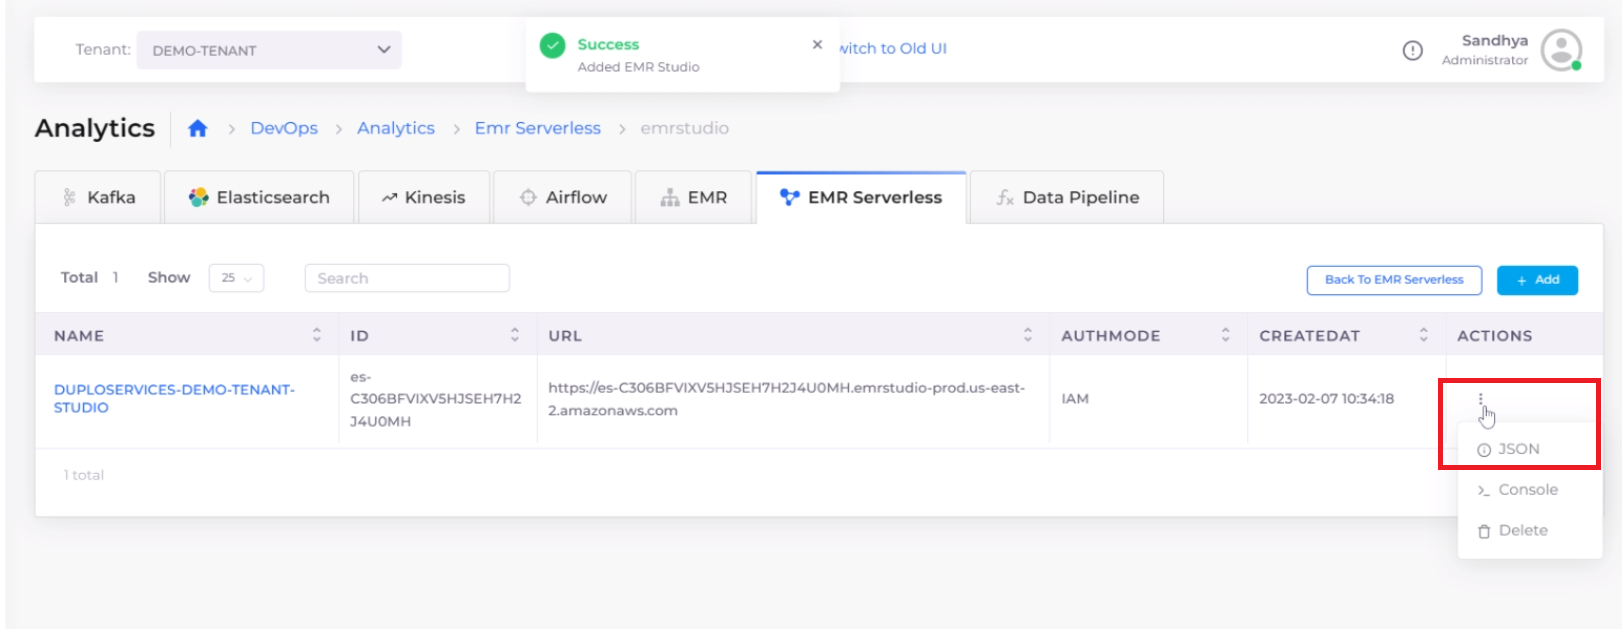 Tenant: DEMO-TENANT
Success
Added EMR Studio
witch to Old UI
Sandhya
Administrator
Analytics > DevOps > Analytics > Emr Serverless > emrstudio
Kafka Elasticsearch Kinesis Airflow EMR EMR Serverless Data Pipeline
Total 1 Show 25 Search Back To EMR Serverless + Add
NAME ID URL AUTHMODE CREATEDAT ACTIONS
DUPLOSERVICES-DEMO-TENANT-
STUDIO
es-
C306BFVIXV5HJSEH7H2
J4U0MH
https://es-C306BFVIXV5HJSEH7H2J4U0MH.emrstudio-prod.us-east-
2.amazonaws.com
IAM
2023-02-07 10:34:18
JSON
Console
Delete
1 total